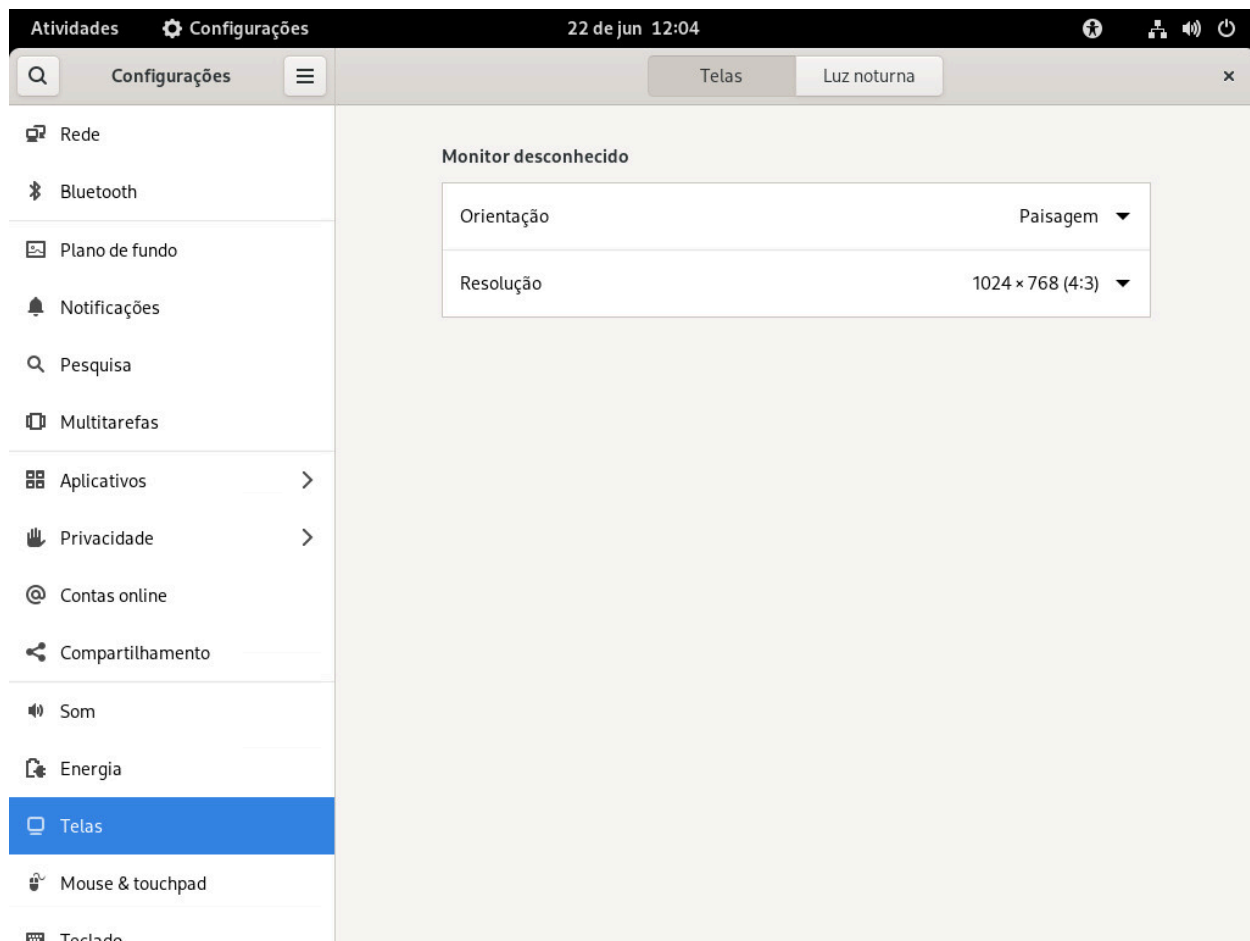 Atividades Configurações 22 de jun 12:04
Configurações Telas Luz noturna
Rede
Bluetooth
Plano de fundo
Notificações
Pesquisa
Multitarefas
Aplicativos
Privacidade
Contas online
Compartilhamento
Som
Energia
Telas
Mouse & touchpad
Teclado
Monitor desconhecido
Orientação Paisagem
Resolução 1024 × 768 (4:3)